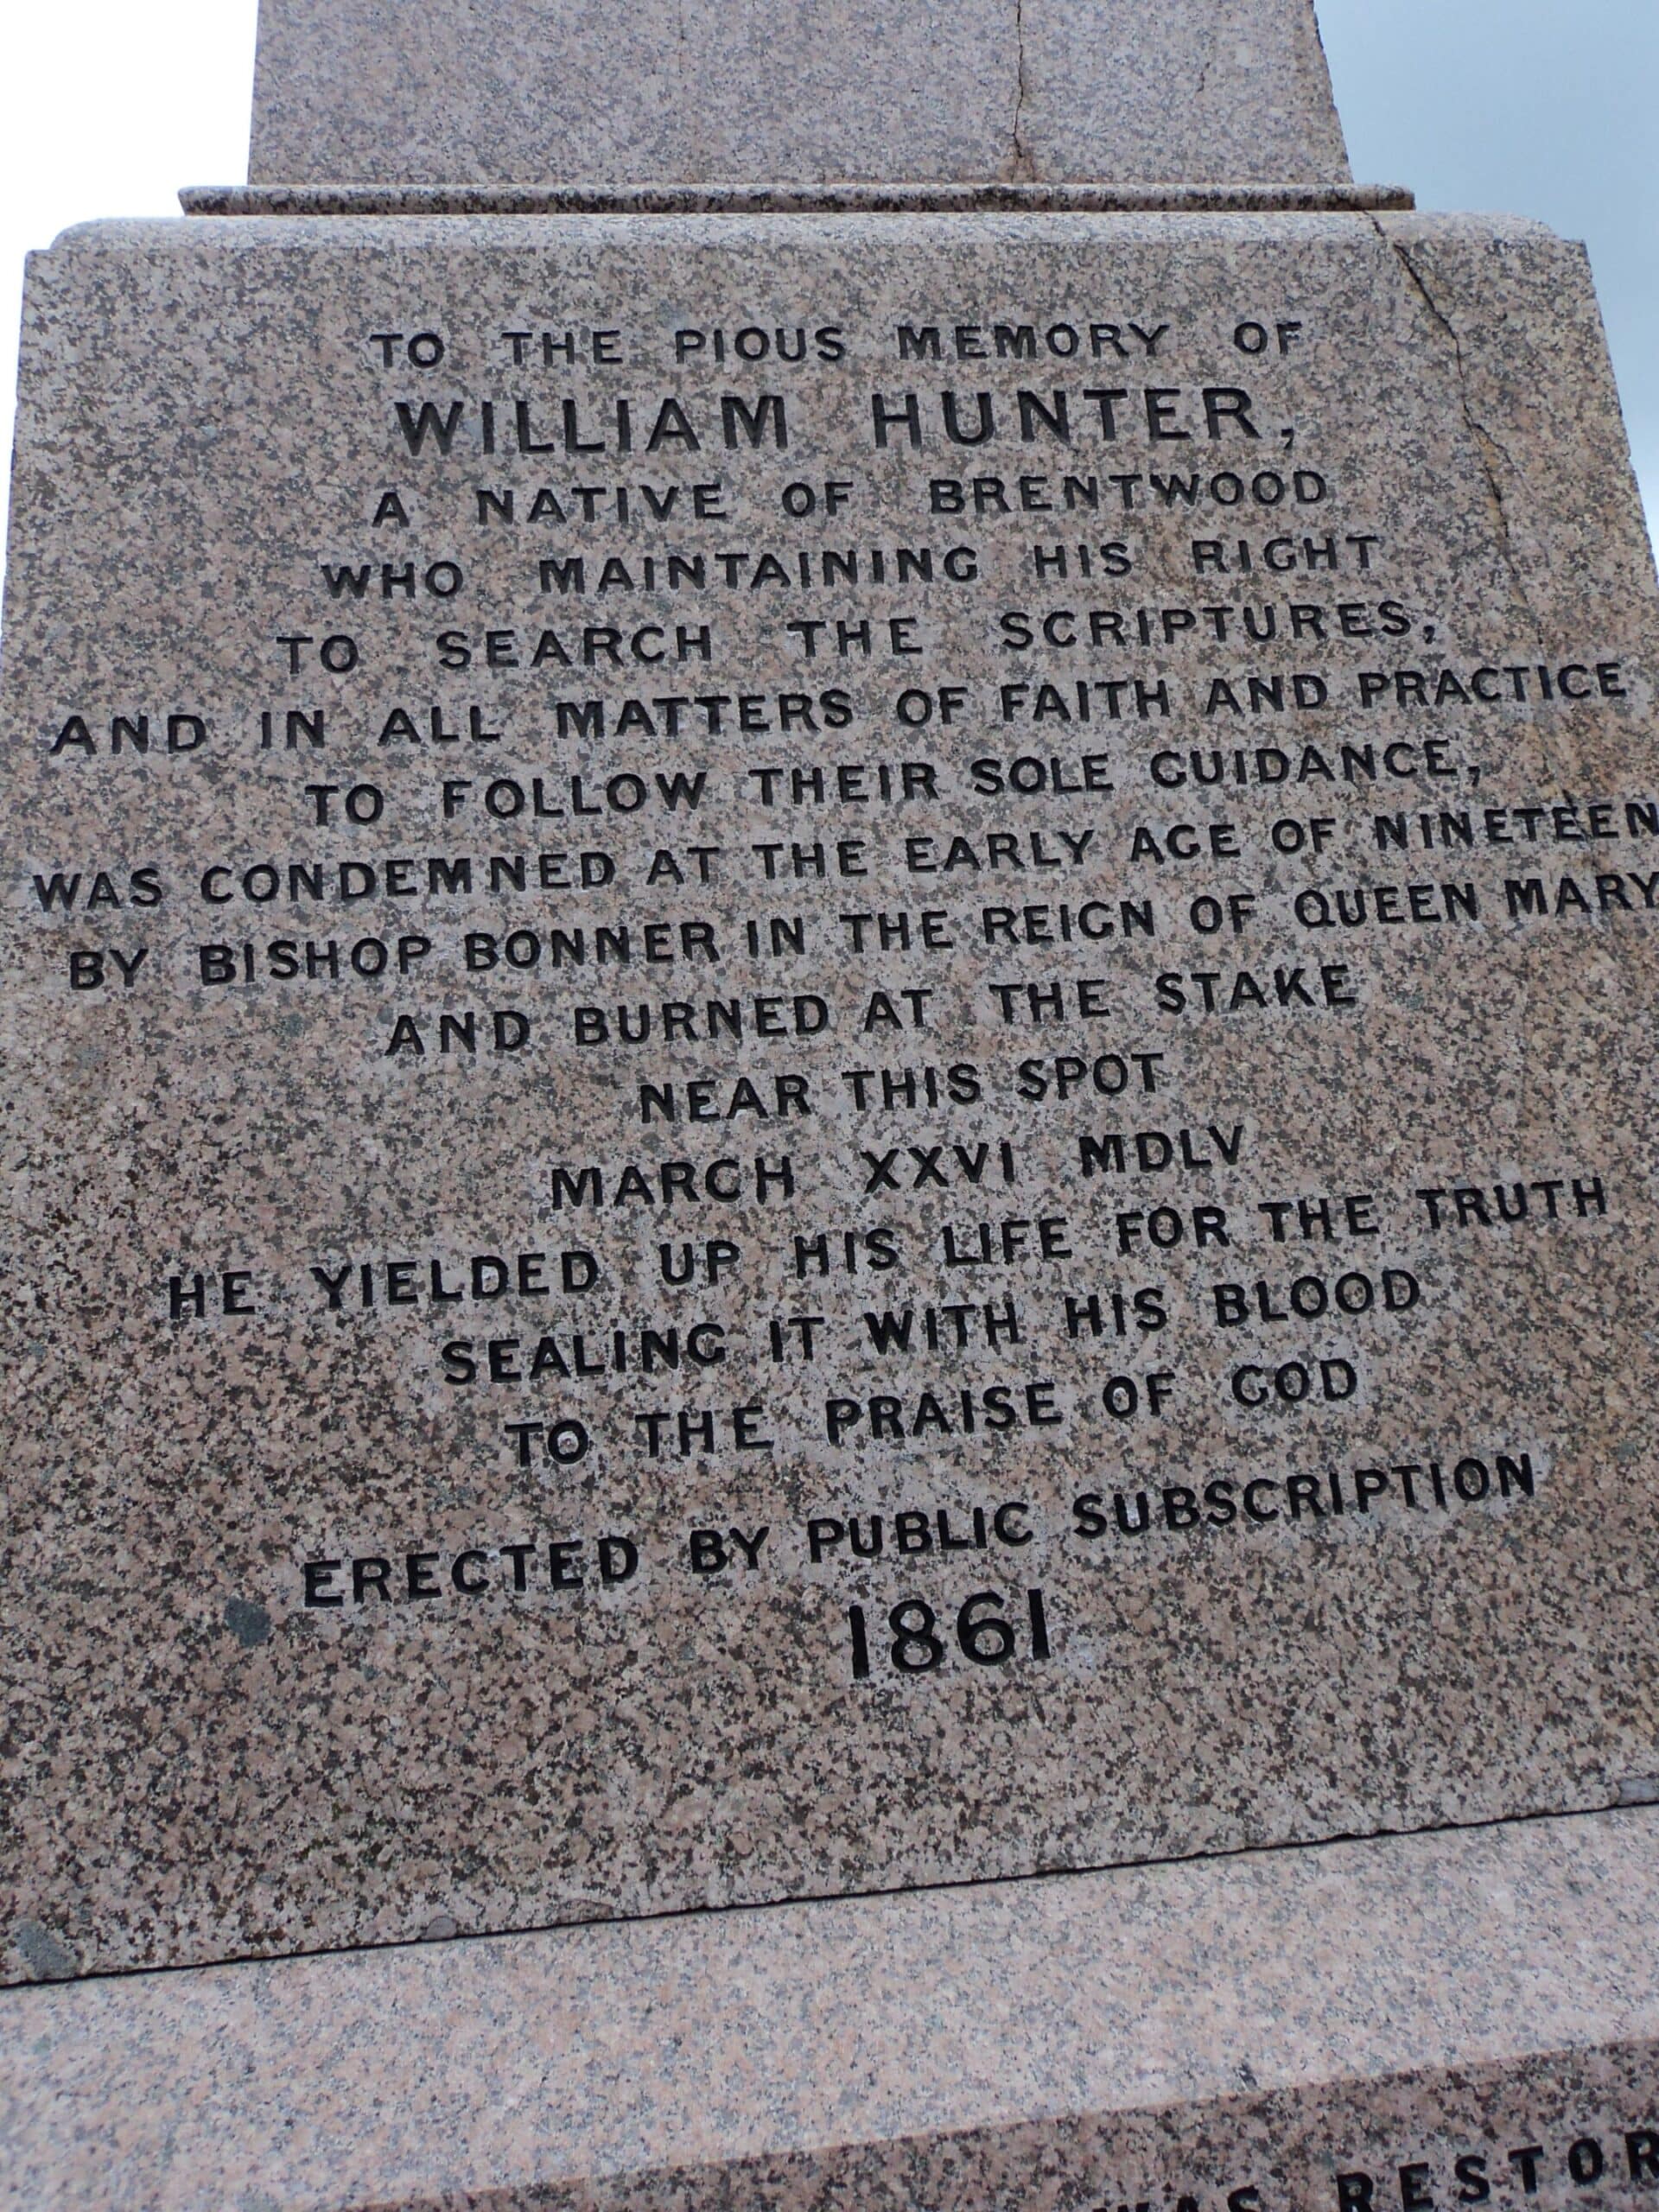 TO THE PIOUS MEMORY OF
WILLIAM HUNTER,
A NATIVE OF BRENTWOOD
WHO MAINTAINING HIS RIGHT
TO SEARCH THE SCRIPTURES,
AND IN ALL MATTERS OF FAITH AND PRACTICE
TO FOLLOW THEIR SOLE GUIDANCE,
WAS CONDEMNED AT THE EARLY AGE OF NINETEEN
BY BISHOP BONNER IN THE REIGN OF QUEEN MARY
AND BURNED AT THE STAKE
NEAR THIS SPOT
MARCH XXVI MDLV
HE YIELDED UP HIS LIFE FOR THE TRUTH
SEALING IT WITH HIS BLOOD
TO THE PRAISE OF GOD
ERECTED BY PUBLIC SUBSCRIPTION
1861
WAS RESTOR